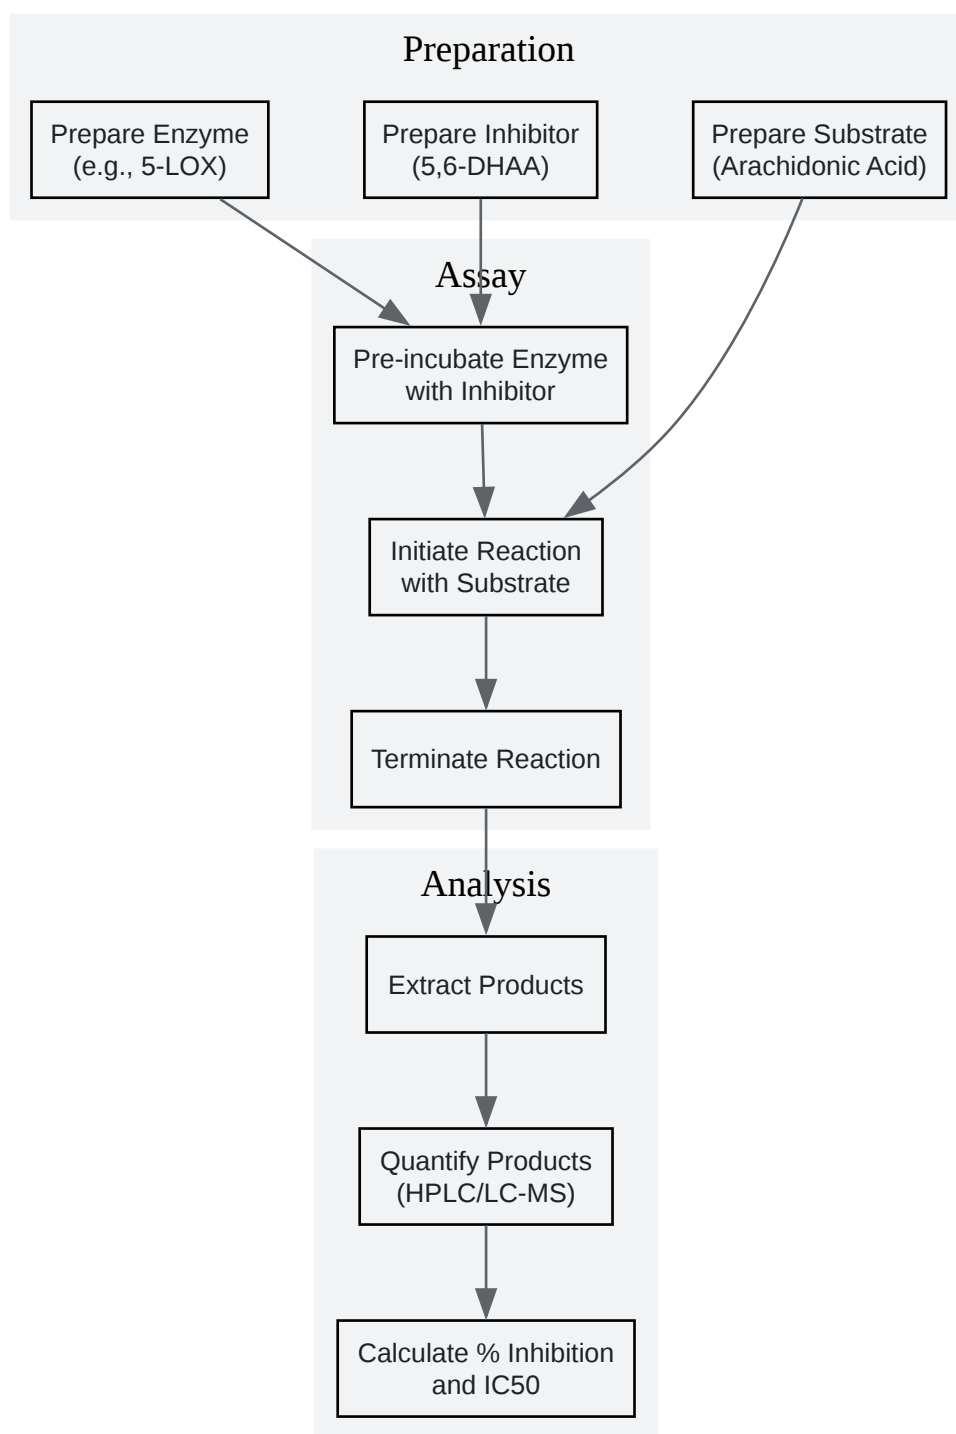 Preparation
Prepare Enzyme
(e.g., 5-LOX)
Prepare Inhibitor
(5,6-DHAA)
Prepare Substrate
(Arachidonic Acid)
Assay
Pre-incubate Enzyme
with Inhibitor
Initiate Reaction
with Substrate
Terminate Reaction
Analysis
Extract Products
Quantify Products
(HPLC/LC-MS)
Calculate % Inhibition
and IC50